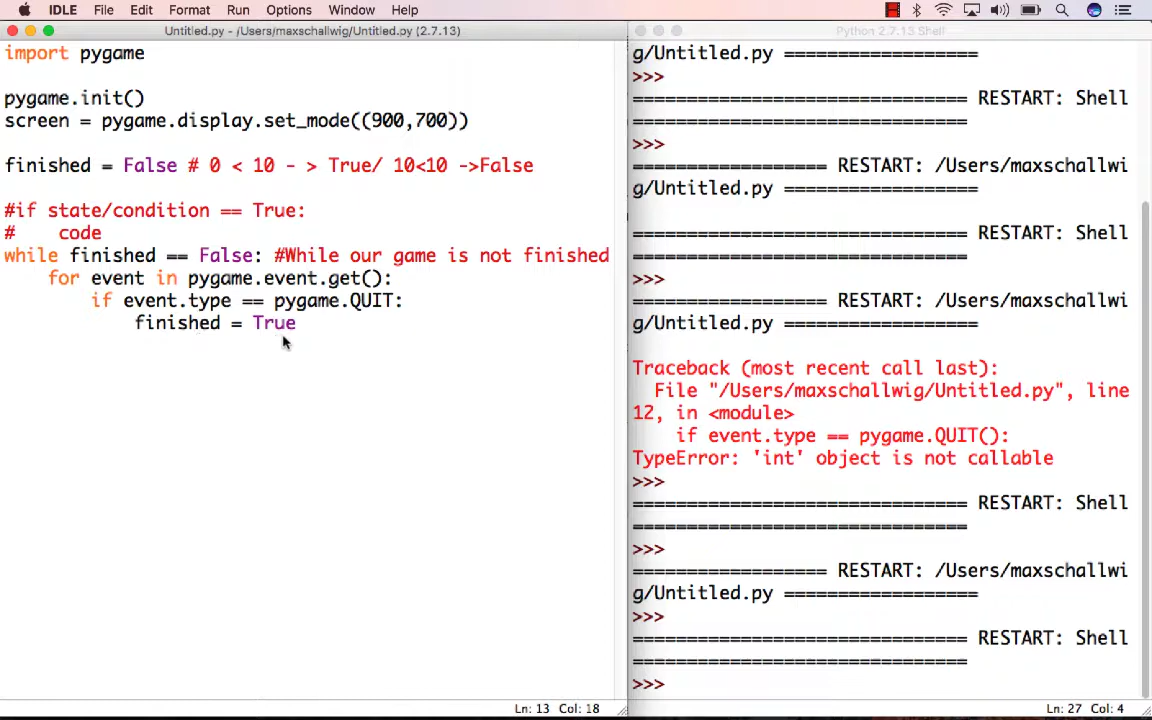 IDLE File Edit Format Run Options Window Help
Untitled.py - /Users/maxschallwig/Untitled.py (2.7.13)
import pygame
pygame.init()
screen = pygame.display.set_mode((900,700))
finished = False # 0 < 10 - > True/ 10<10 ->False
#if state/condition == True:
#    code
while finished == False: #While our game is not finished
    for event in pygame.event.get():
        if event.type == pygame.QUIT:
            finished = True
Ln: 13 Col: 18
Python 2.7.13 Shell
g/Untitled.py ==================
>>>
=============================== RESTART: Shell
===============================
>>>
================== RESTART: /Users/maxschallwi
g/Untitled.py ==================
=============================== RESTART: Shell
===============================
>>>
================== RESTART: /Users/maxschallwi
g/Untitled.py ==================
Traceback (most recent call last):
  File "/Users/maxschallwig/Untitled.py", line
12, in <module>
    if event.type == pygame.QUIT():
TypeError: 'int' object is not callable
>>>
=============================== RESTART: Shell
===============================
>>>
================== RESTART: /Users/maxschallwi
g/Untitled.py ==================
>>>
=============================== RESTART: Shell
===============================
>>>
Ln: 27 Col: 4